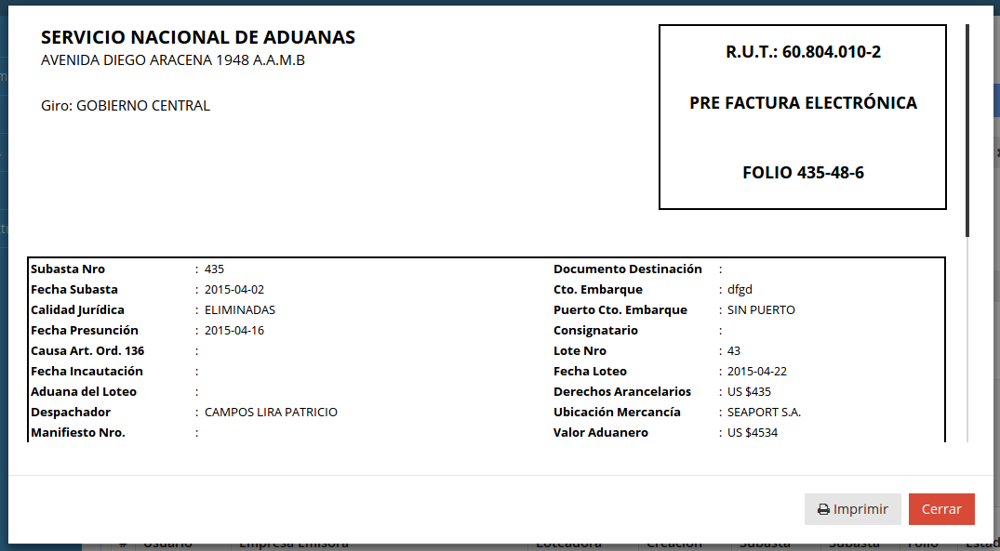 SERVICIO NACIONAL DE ADUANAS
AVENIDA DIEGO ARACENA 1948 A.A.M.B
Giro: GOBIERNO CENTRAL
R.U.T.: 60.804.010-2
PRE FACTURA ELECTRÓNICA
FOLIO 435-48-6
Subasta Nro : 435
Fecha Subasta : 2015-04-02
Calidad Jurídica : ELIMINADAS
Fecha Presunción : 2015-04-16
Causa Art. Ord. 136 :
Fecha Incautación :
Aduana del Loteo :
Despachador : CAMPOS LIRA PATRICIO
Manifiesto Nro. :
Documento Destinación :
Cto. Embarque : dfgd
Puerto Cto. Embarque : SIN PUERTO
Consignatario :
Lote Nro : 43
Fecha Loteo : 2015-04-22
Derechos Arancelarios : US $435
Ubicación Mercancía : SEAPORT S.A.
Valor Aduanero : US $4534
Imprimir Cerrar
# Usuario Empresa Emisora Loteadora Creación Subasta Subasta Folio